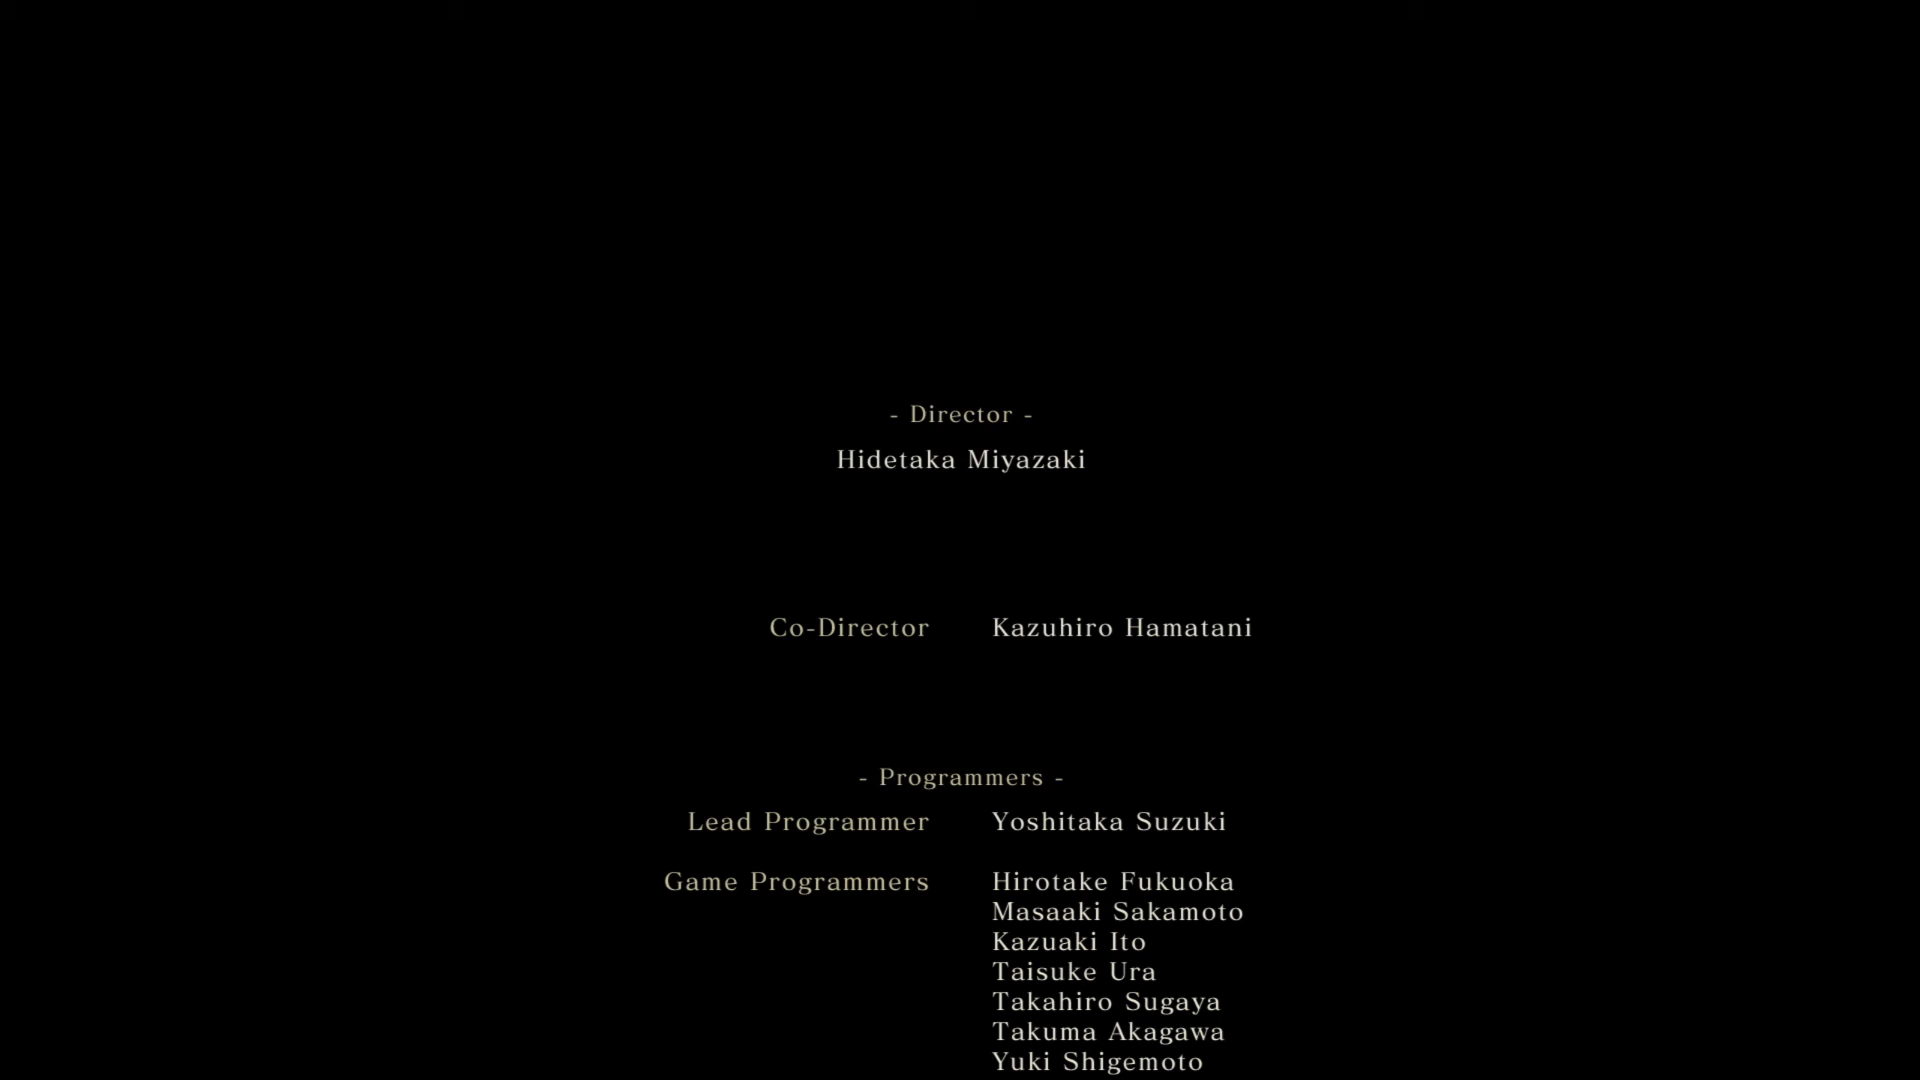 - Director -
Hidetaka Miyazaki
Co-Director Kazuhiro Hamatani
- Programmers -
Lead Programmer Yoshitaka Suzuki
Game Programmers Hirotake Fukuoka
Masaaki Sakamoto
Kazuaki Ito
Taisuke Ura
Takahiro Sugaya
Takuma Akagawa
Yuki Shigemoto